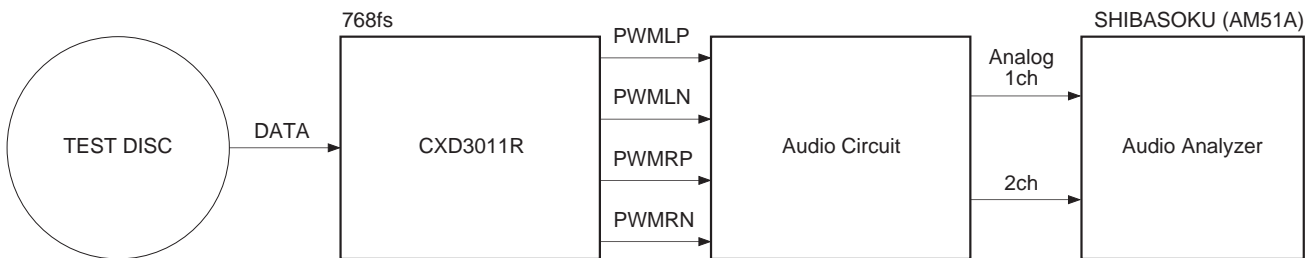 768fs
SHIBASOKU (AM51A)
TEST DISC
DATA
CXD3011R
PWMLP
PWMLN
PWMRP
PWMRN
Audio Circuit
Analog
1ch
2ch
Audio Analyzer